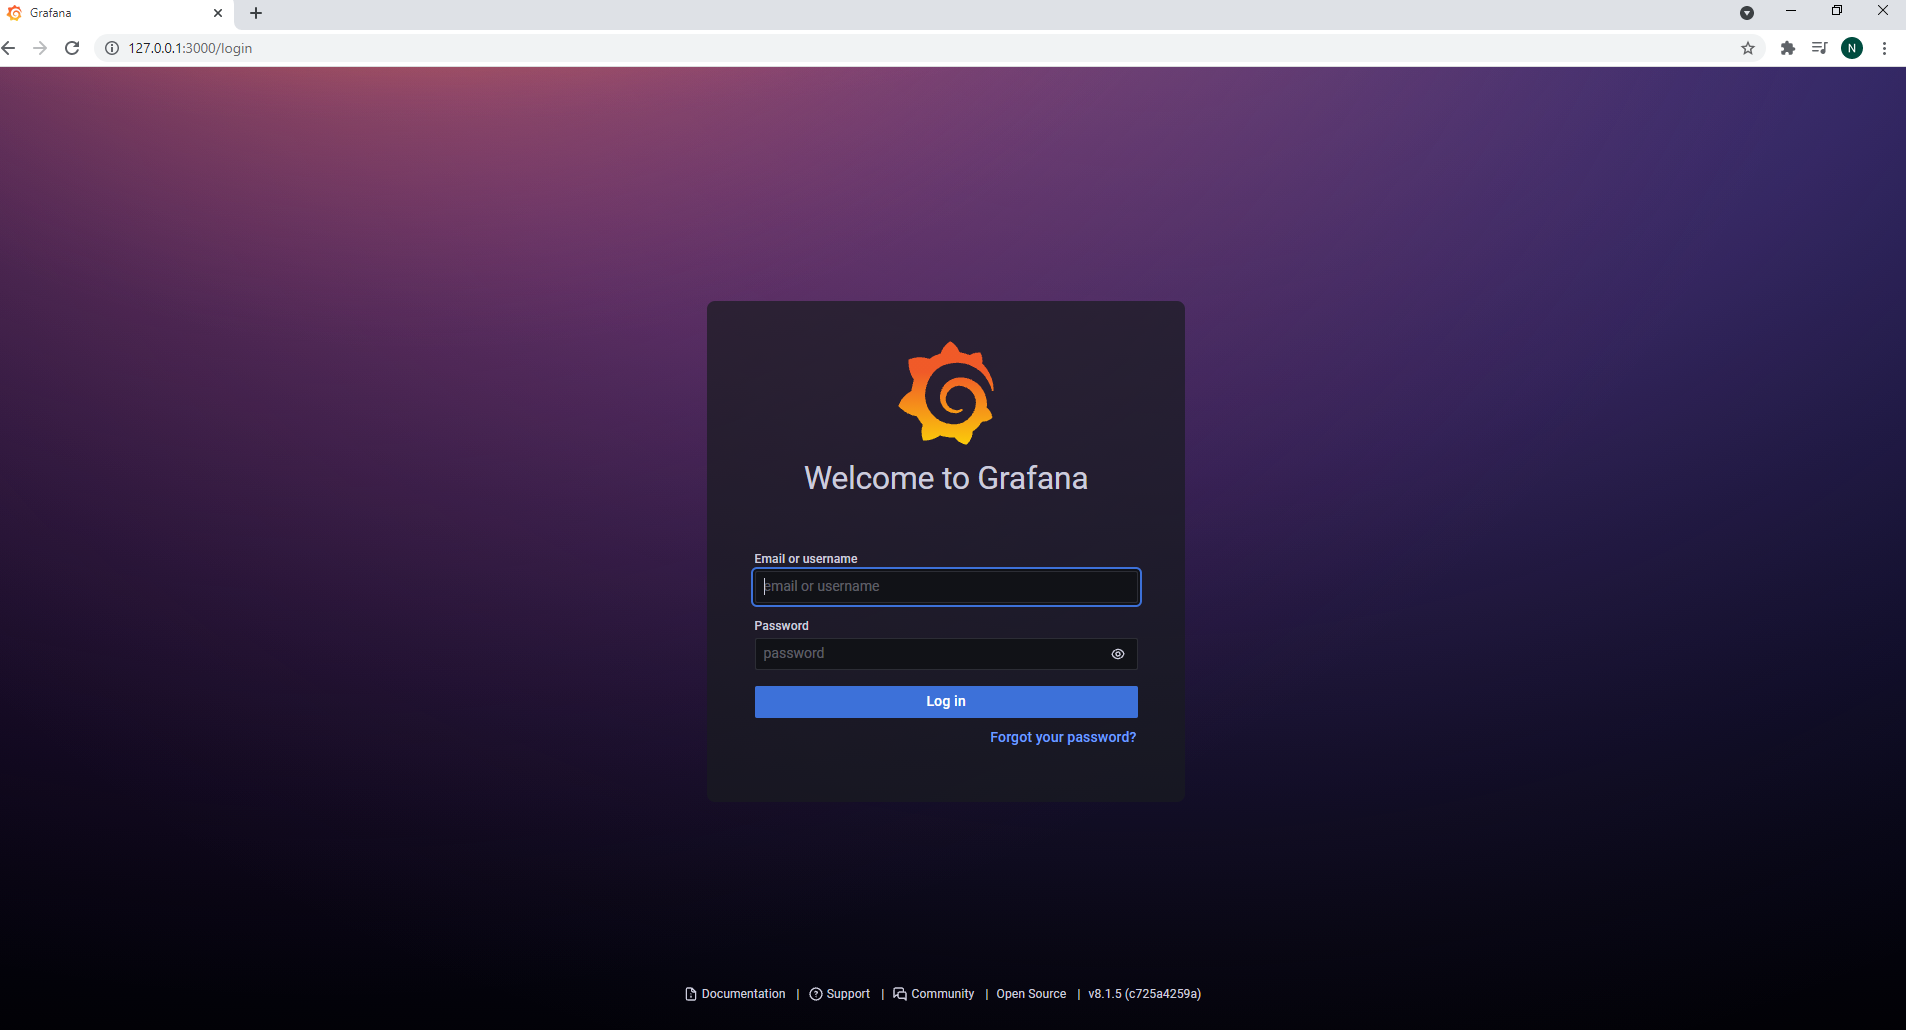 Grafana
127.0.0.1:3000/login
N
Welcome to Grafana
Email or username
email or username
Password
password
Log in
Forgot your password?
Documentation | Support | Community | Open Source | v8.1.5 (c725a4259a)